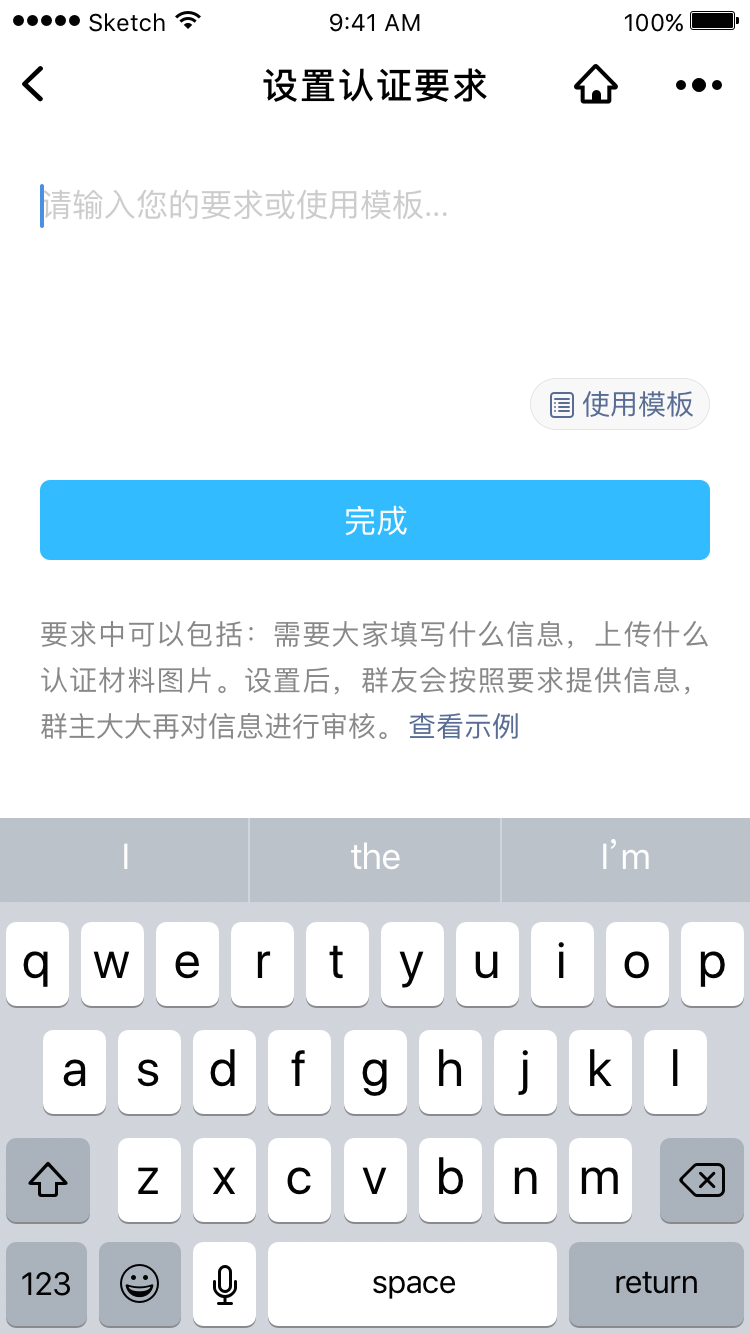 Sketch 9:41 AM 100%
设置认证要求
请输入您的要求或使用模板...
使用模板
完成
要求中可以包括：需要大家填写什么信息，上传什么
认证材料图片。设置后，群友会按照要求提供信息，
群主大大再对信息进行审核。查看示例
I the I’m
q w e r t y u i o p
a s d f g h j k l
z x c v b n m
123 space return